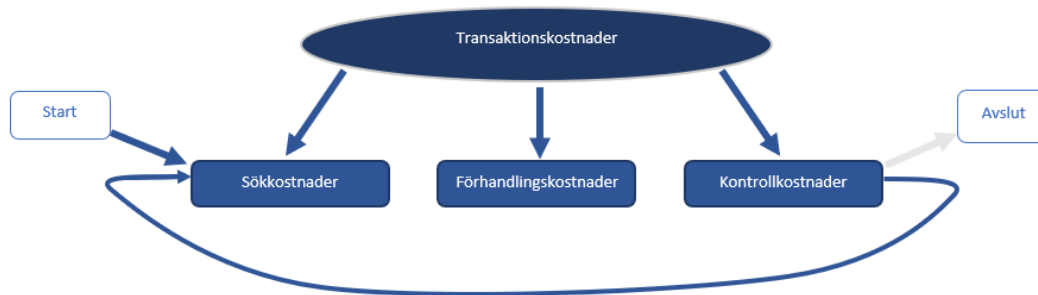 Transaktionskostnader
Start
Avslut
Sökkostnader
Förhandlingskostnader
Kontrollkostnader